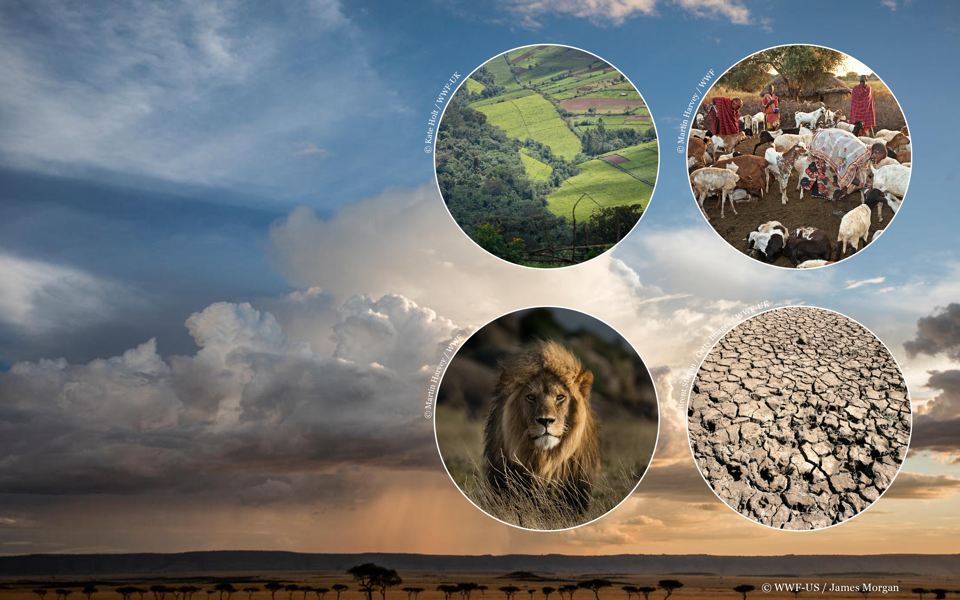 © Kate Holt / WWF-UK
© Martin Harvey / WWF
© Martin Harvey / WWF
© WWF-US / James Morgan